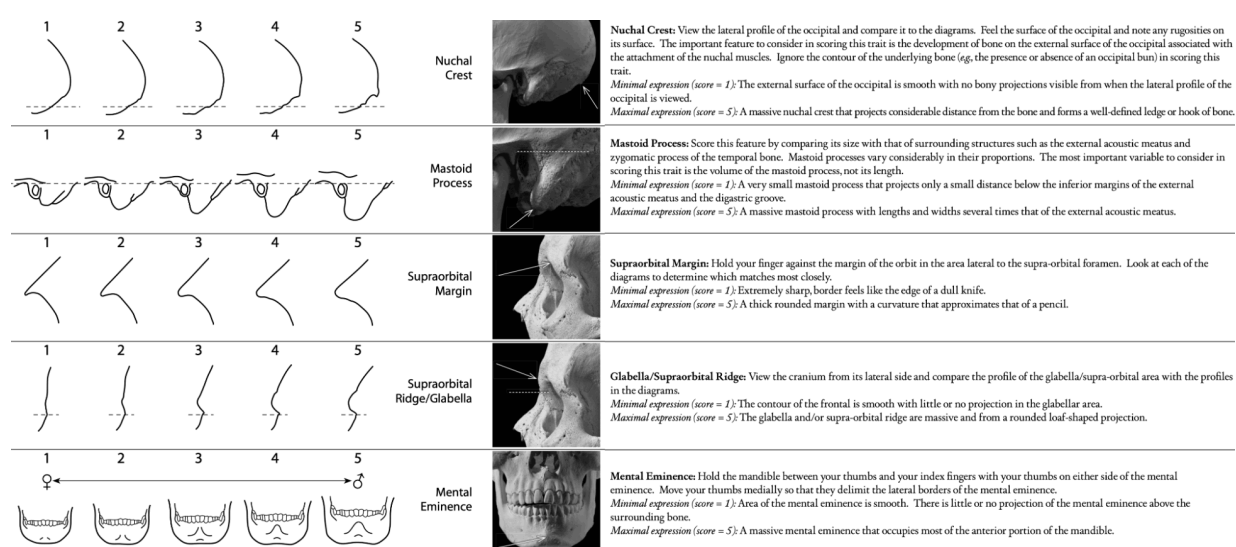 1 2 3 4 5
Nuchal
Crest
Nuchal Crest: View the lateral profile of the occipital and compare it to the diagrams. Feel the surface of the occipital and note any rugosities on
its surface. The important feature to consider in scoring this trait is the development of bone on the external surface of the occipital associated with
the attachment of the nuchal muscles. Ignore the contour of the underlying bone (e.g., the presence or absence of an occipital bun) in scoring this
trait.
Minimal expression (score = 1): The external surface of the occipital is smooth with no bony projections visible from when the lateral profile of the
occipital is viewed.
Maximal expression (score = 5): A massive nuchal crest that projects considerable distance from the bone and forms a well-defined ledge or hook of bone.
1 2 3 4 5
Mastoid
Process
Mastoid Process: Score this feature by comparing its size with that of surrounding structures such as the external acoustic meatus and
zygomatic process of the temporal bone. Mastoid processes vary considerably in their proportions. The most important variable to consider in
scoring this trait is the volume of the mastoid process, not its length.
Minimal expression (score = 1): A very small mastoid process that projects only a small distance below the inferior margins of the external
acoustic meatus and the digastric groove.
Maximal expression (score = 5): A massive mastoid process with lengths and widths several times that of the external acoustic meatus.
1 2 3 4 5
Supraorbital
Margin
Supraorbital Margin: Hold your finger against the margin of the orbit in the area lateral to the supra-orbital foramen. Look at each of the
diagrams to determine which matches most closely.
Minimal expression (score = 1): Extremely sharp, border feels like the edge of a dull knife.
Maximal expression (score = 5): A thick rounded margin with a curvature that approximates that of a pencil.
1 2 3 4 5
Supraorbital
Ridge/Glabella
Glabella/Supraorbital Ridge: View the cranium from its lateral side and compare the profile of the glabella/supra-orbital area with the profiles
in the diagrams.
Minimal expression (score = 1): The contour of the frontal is smooth with little or no projection in the glabellar area.
Maximal expression (score = 5): The glabella and/or supra-orbital ridge are massive and from a rounded loaf-shaped projection.
1 2 3 4 5
♀ ♂
Mental
Eminence
Mental Eminence: Hold the mandible between your thumbs and your index fingers with your thumbs on either side of the mental
eminence. Move your thumbs medially so that they delimit the lateral borders of the mental eminence.
Minimal expression (score = 1): Area of the mental eminence is smooth. There is little or no projection of the mental eminence above the
surrounding bone.
Maximal expression (score = 5): A massive mental eminence that occupies most of the anterior portion of the mandible.